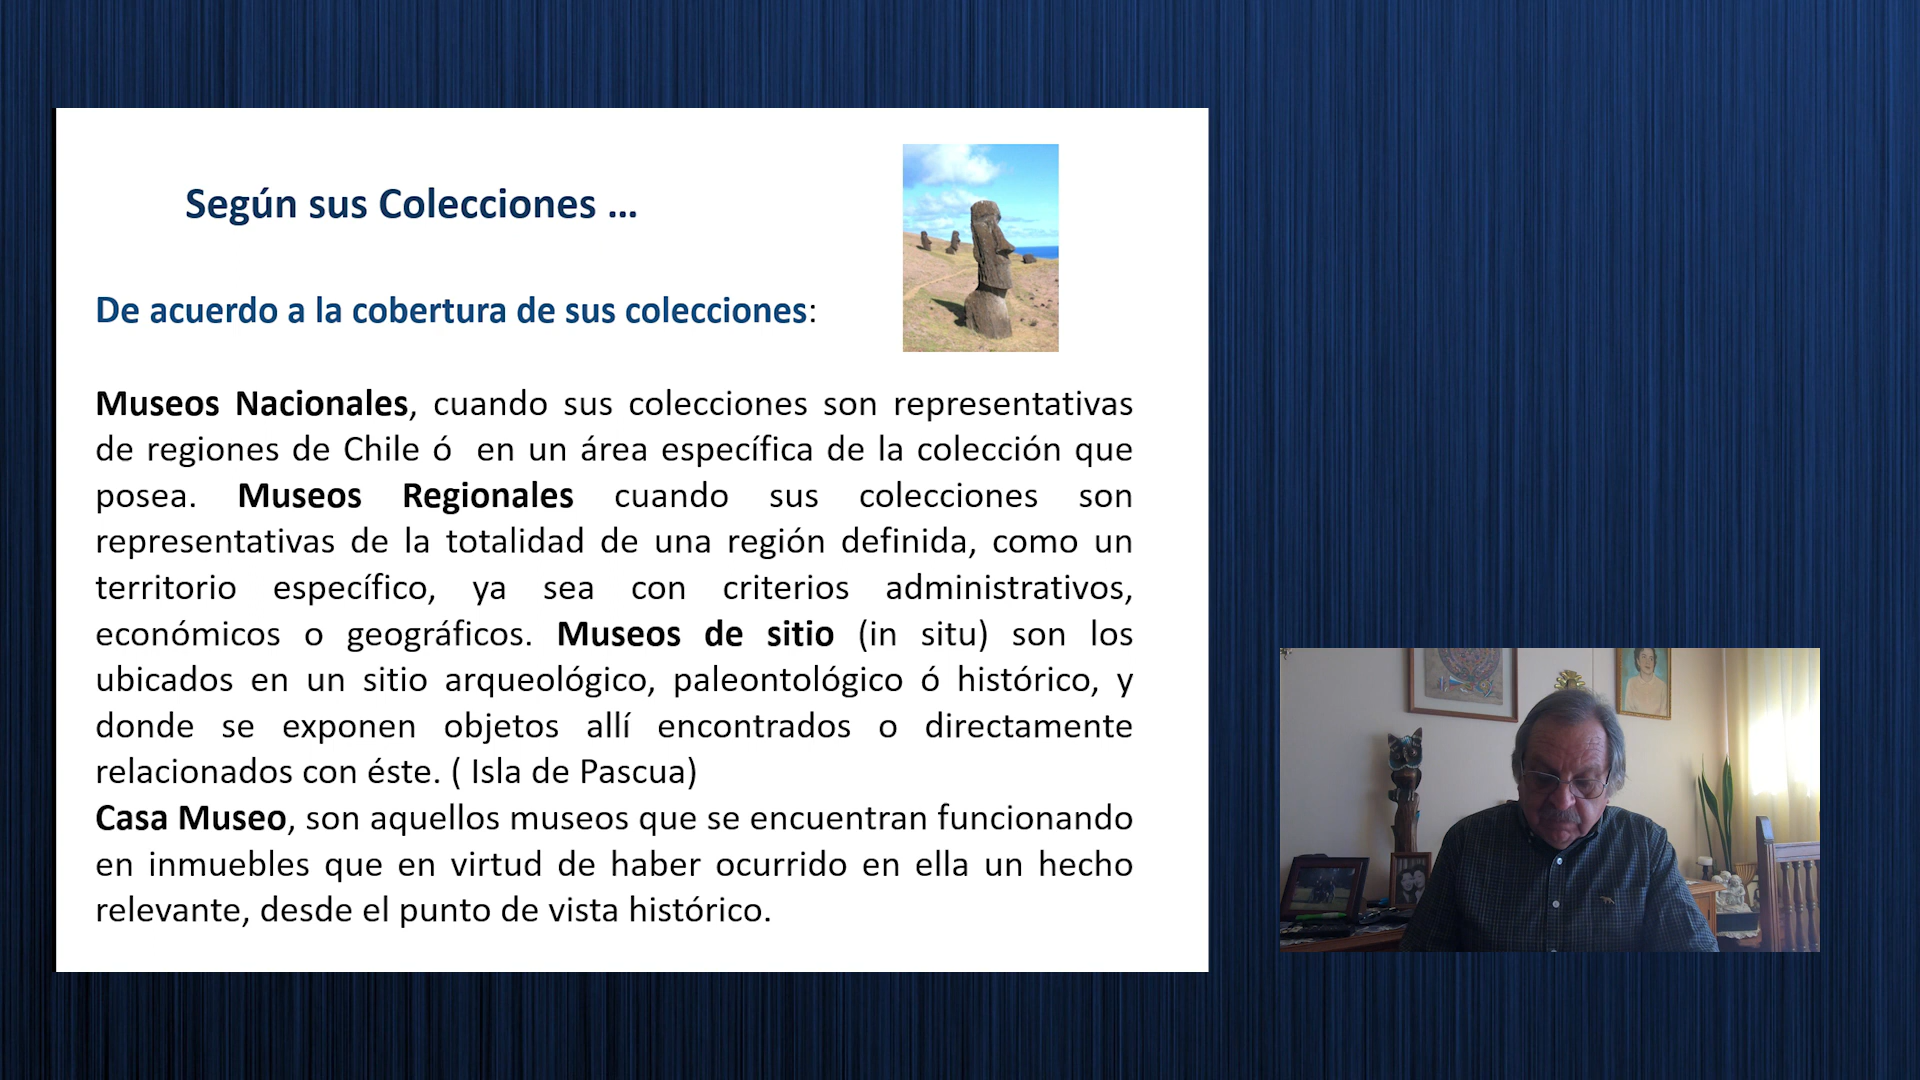 Según sus Colecciones ...
De acuerdo a la cobertura de sus colecciones:
Museos Nacionales, cuando sus colecciones son representativas
de regiones de Chile ó en un área específica de la colección que
posea. Museos Regionales cuando sus colecciones son
representativas de la totalidad de una región definida, como un
territorio específico, ya sea con criterios administrativos,
económicos o geográficos. Museos de sitio (in situ) son los
ubicados en un sitio arqueológico, paleontológico ó histórico, y
donde se exponen objetos allí encontrados o directamente
relacionados con éste. ( Isla de Pascua)
Casa Museo, son aquellos museos que se encuentran funcionando
en inmuebles que en virtud de haber ocurrido en ella un hecho
relevante, desde el punto de vista histórico.